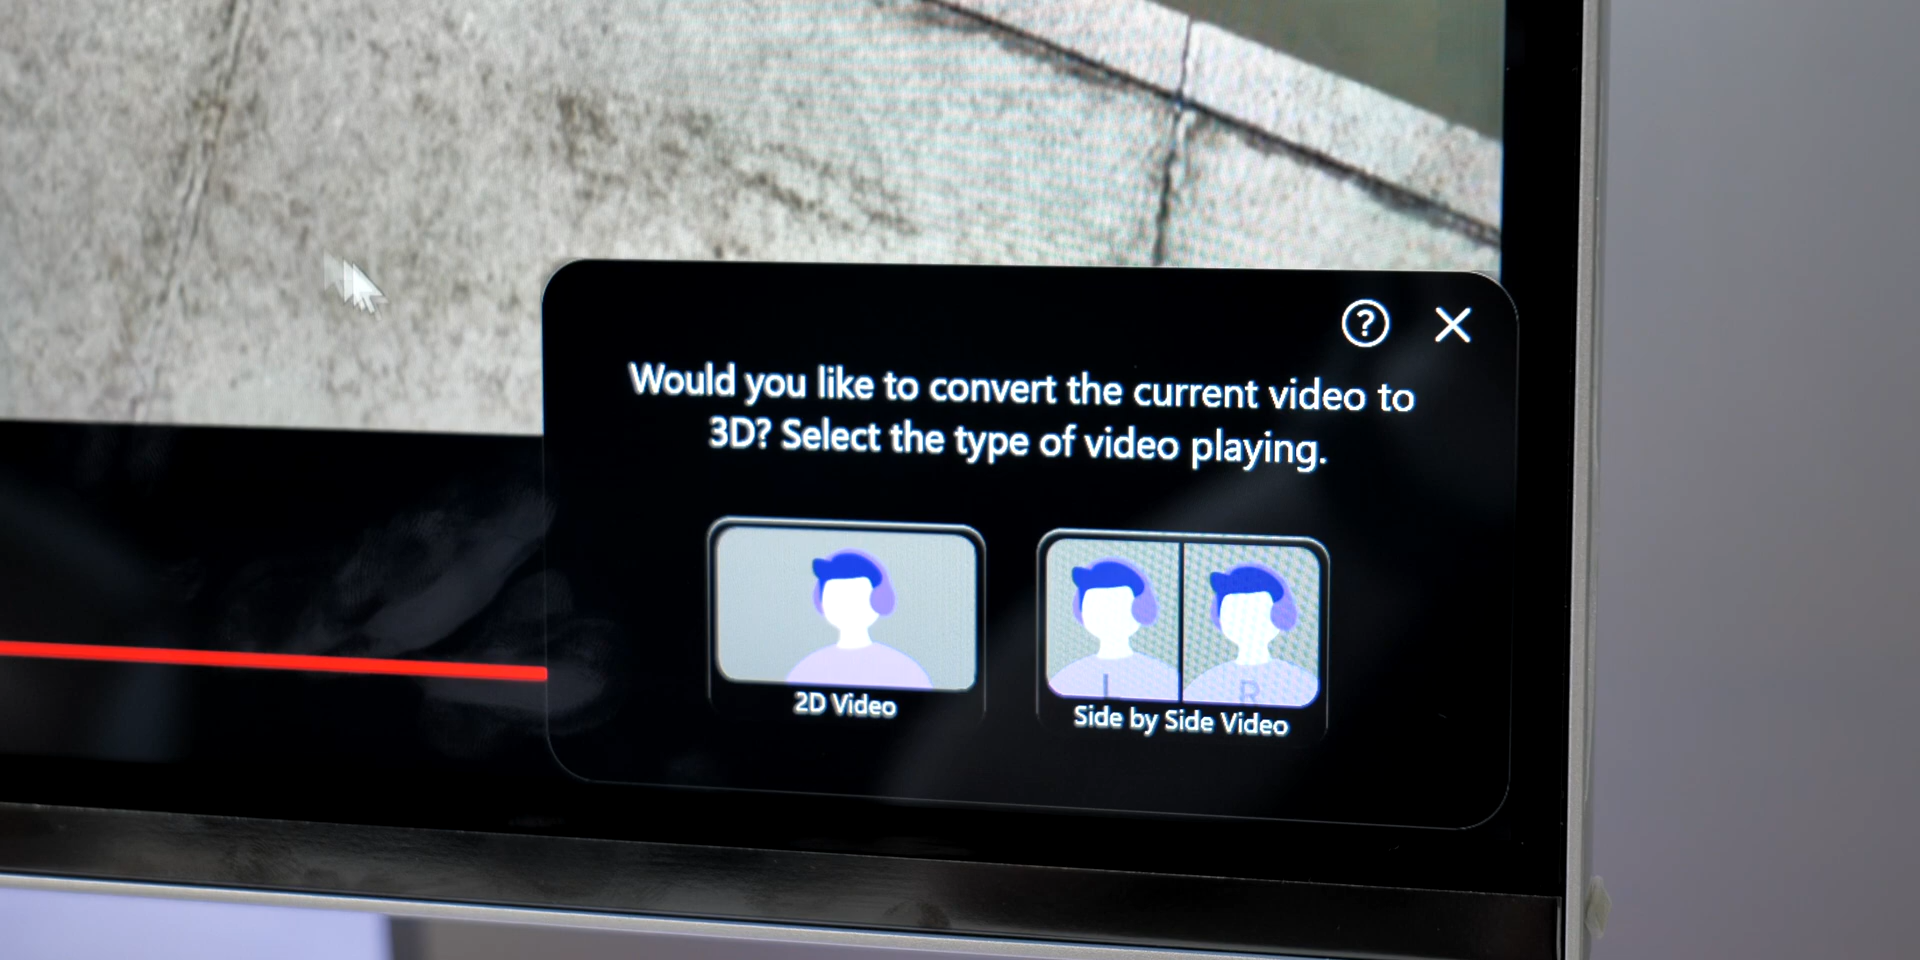 ?
Would you like to convert the current video to
3D? Select the type of video playing.
L
R
2D Video
Side by Side Video